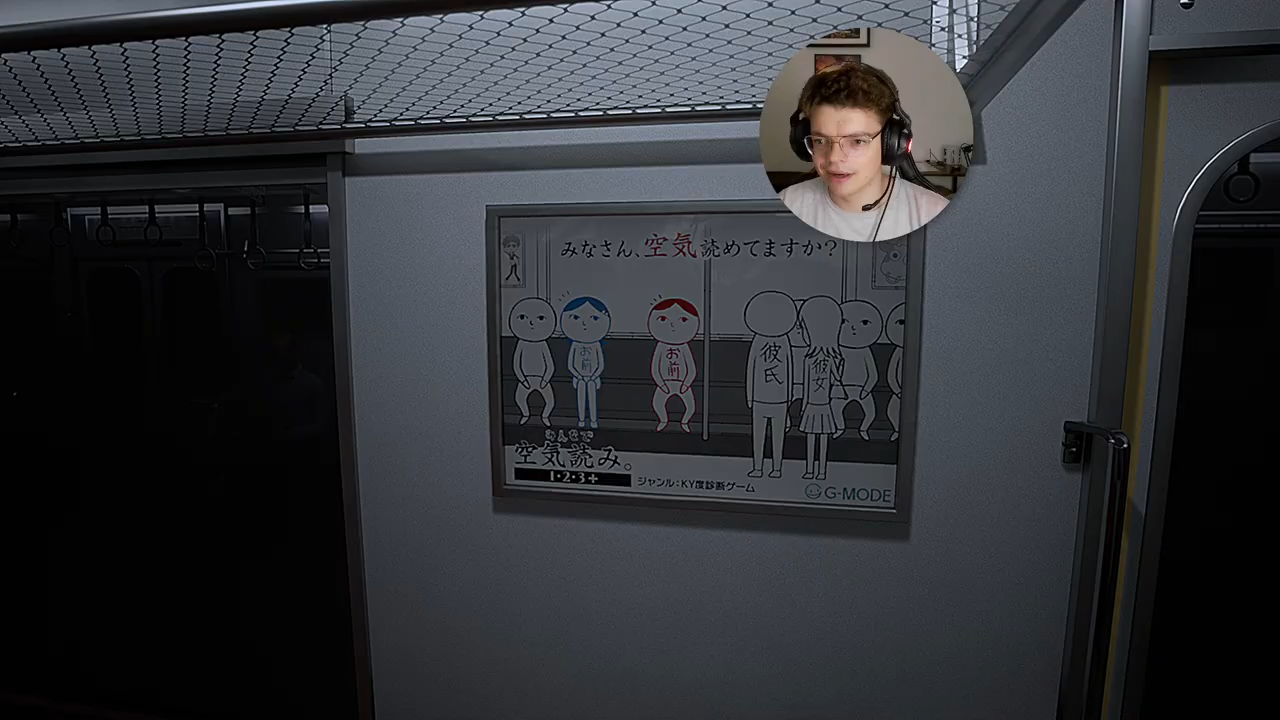 みなさん、空気読めてますか?
お前
お前
彼氏
彼女
みんなで
空気読み。
1・2・3+
ジャンル:KY度診断ゲーム
G-MODE